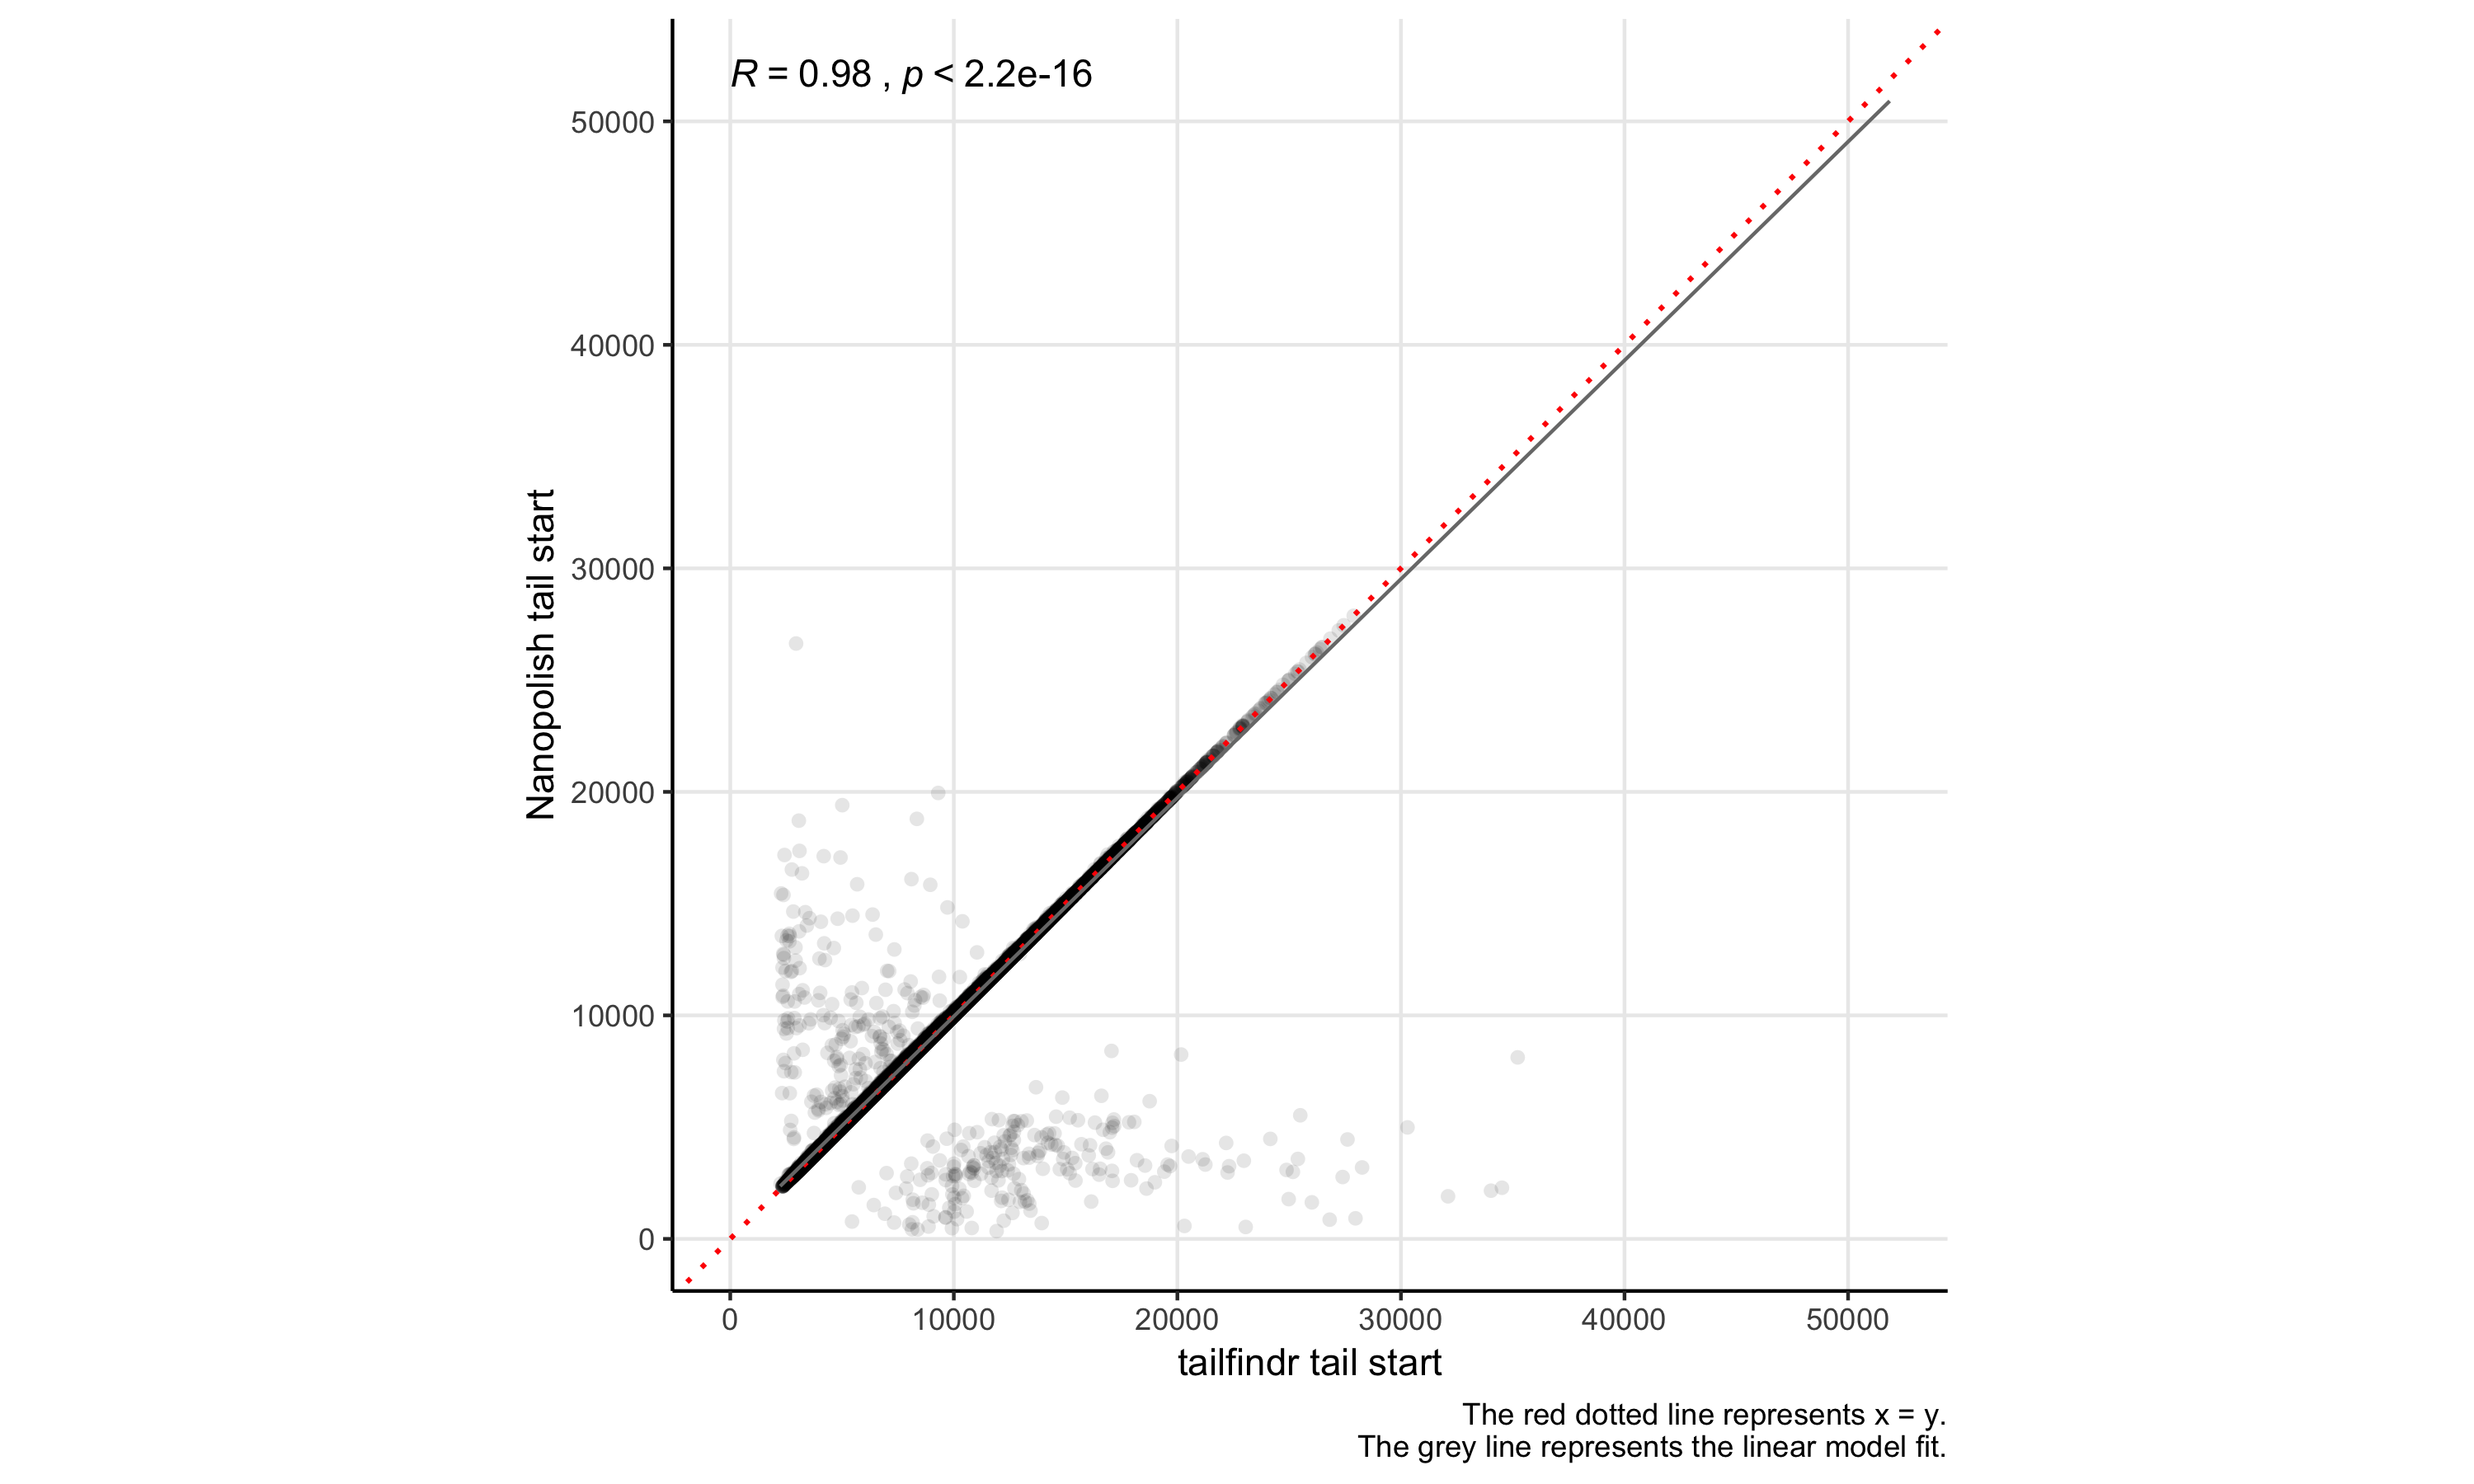 R = 0.98 , p < 2.2e-16
50000
40000
30000
20000
10000
0
Nanopolish tail start
0 10000 20000 30000 40000 50000
tailfindr tail start
The red dotted line represents x = y.
The grey line represents the linear model fit.